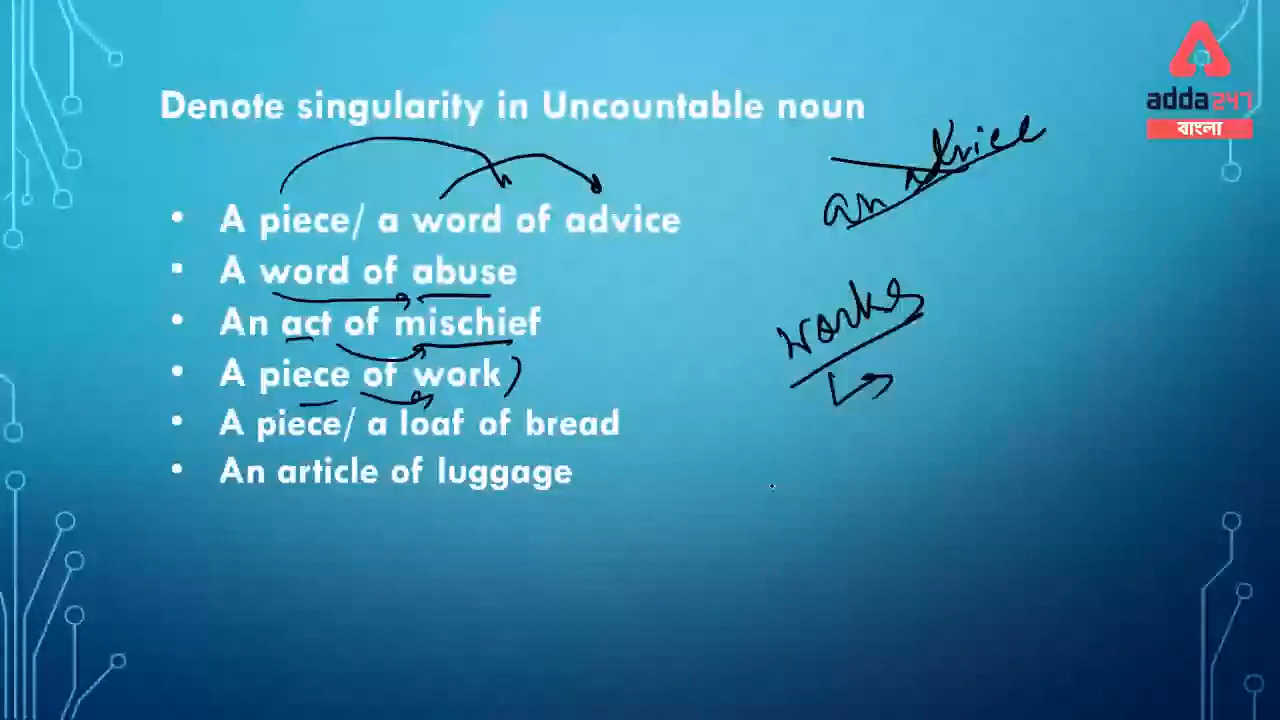 adda247
বাংলা
Denote singularity in Uncountable noun
an advice
• A piece/ a word of advice
• A word of abuse
• An act of mischief
works
• A piece of work)
• A piece/ a loaf of bread
• An article of luggage